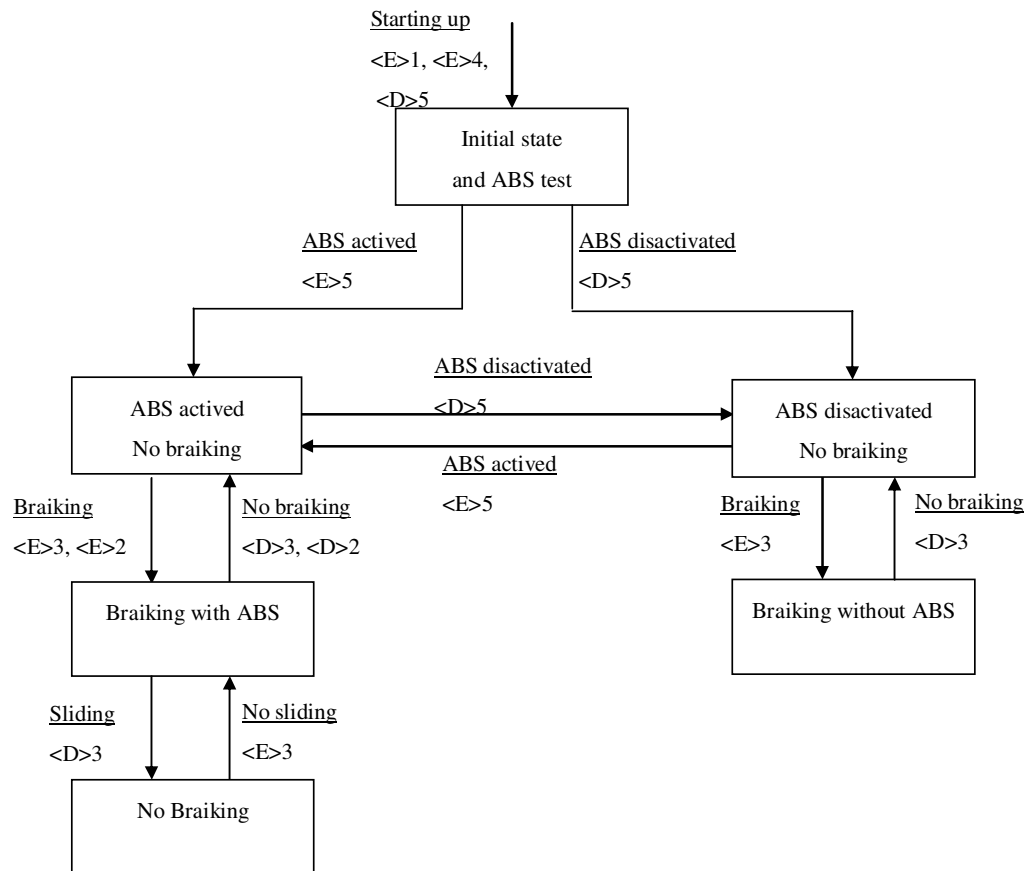 Starting up
<E>1, <E>4,
<D>5
Initial state
and ABS test
ABS actived
<E>5
ABS disactivated
<D>5
ABS actived
No braiking
ABS disactivated
<D>5
ABS actived
<E>5
ABS disactivated
No braiking
Braiking
<E>3, <E>2
No braiking
<D>3, <D>2
Braiking
<E>3
No braiking
<D>3
Braiking with ABS
Braiking without ABS
Sliding
<D>3
No sliding
<E>3
No Braiking